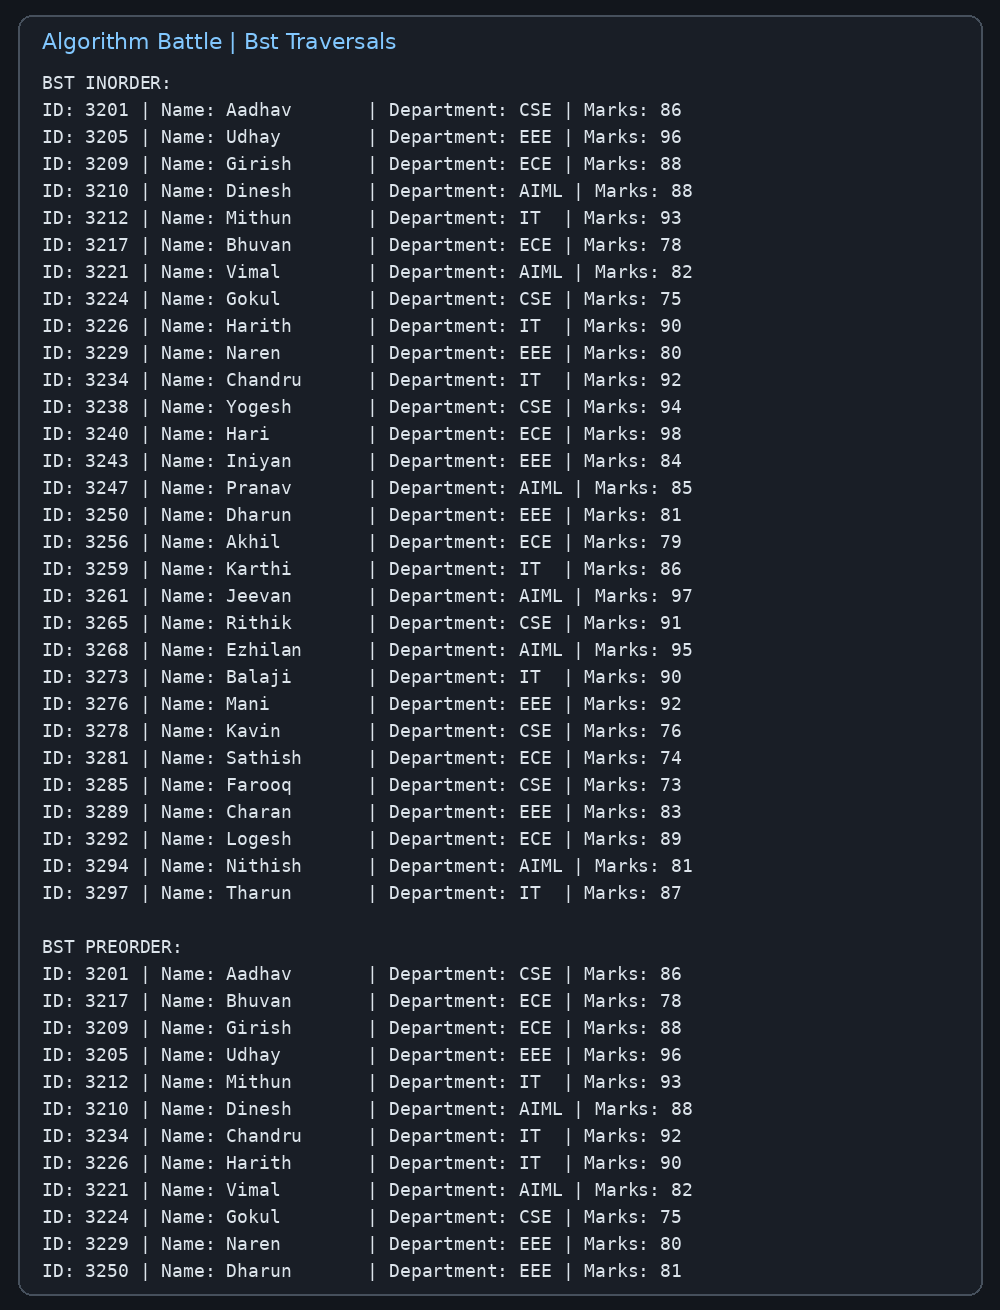 Algorithm Battle | Bst Traversals
BST INORDER:
ID: 3201 | Name: Aadhav       | Department: CSE | Marks: 86
ID: 3205 | Name: Udhay        | Department: EEE | Marks: 96
ID: 3209 | Name: Girish       | Department: ECE | Marks: 88
ID: 3210 | Name: Dinesh       | Department: AIML | Marks: 88
ID: 3212 | Name: Mithun       | Department: IT  | Marks: 93
ID: 3217 | Name: Bhuvan       | Department: ECE | Marks: 78
ID: 3221 | Name: Vimal        | Department: AIML | Marks: 82
ID: 3224 | Name: Gokul        | Department: CSE | Marks: 75
ID: 3226 | Name: Harith       | Department: IT  | Marks: 90
ID: 3229 | Name: Naren        | Department: EEE | Marks: 80
ID: 3234 | Name: Chandru      | Department: IT  | Marks: 92
ID: 3238 | Name: Yogesh       | Department: CSE | Marks: 94
ID: 3240 | Name: Hari         | Department: ECE | Marks: 98
ID: 3243 | Name: Iniyan       | Department: EEE | Marks: 84
ID: 3247 | Name: Pranav       | Department: AIML | Marks: 85
ID: 3250 | Name: Dharun       | Department: EEE | Marks: 81
ID: 3256 | Name: Akhil        | Department: ECE | Marks: 79
ID: 3259 | Name: Karthi       | Department: IT  | Marks: 86
ID: 3261 | Name: Jeevan       | Department: AIML | Marks: 97
ID: 3265 | Name: Rithik       | Department: CSE | Marks: 91
ID: 3268 | Name: Ezhilan      | Department: AIML | Marks: 95
ID: 3273 | Name: Balaji       | Department: IT  | Marks: 90
ID: 3276 | Name: Mani         | Department: EEE | Marks: 92
ID: 3278 | Name: Kavin        | Department: CSE | Marks: 76
ID: 3281 | Name: Sathish      | Department: ECE | Marks: 74
ID: 3285 | Name: Farooq       | Department: CSE | Marks: 73
ID: 3289 | Name: Charan       | Department: EEE | Marks: 83
ID: 3292 | Name: Logesh       | Department: ECE | Marks: 89
ID: 3294 | Name: Nithish      | Department: AIML | Marks: 81
ID: 3297 | Name: Tharun       | Department: IT  | Marks: 87
BST PREORDER:
ID: 3201 | Name: Aadhav       | Department: CSE | Marks: 86
ID: 3217 | Name: Bhuvan       | Department: ECE | Marks: 78
ID: 3209 | Name: Girish       | Department: ECE | Marks: 88
ID: 3205 | Name: Udhay        | Department: EEE | Marks: 96
ID: 3212 | Name: Mithun       | Department: IT  | Marks: 93
ID: 3210 | Name: Dinesh       | Department: AIML | Marks: 88
ID: 3234 | Name: Chandru      | Department: IT  | Marks: 92
ID: 3226 | Name: Harith       | Department: IT  | Marks: 90
ID: 3221 | Name: Vimal        | Department: AIML | Marks: 82
ID: 3224 | Name: Gokul        | Department: CSE | Marks: 75
ID: 3229 | Name: Naren        | Department: EEE | Marks: 80
ID: 3250 | Name: Dharun       | Department: EEE | Marks: 81